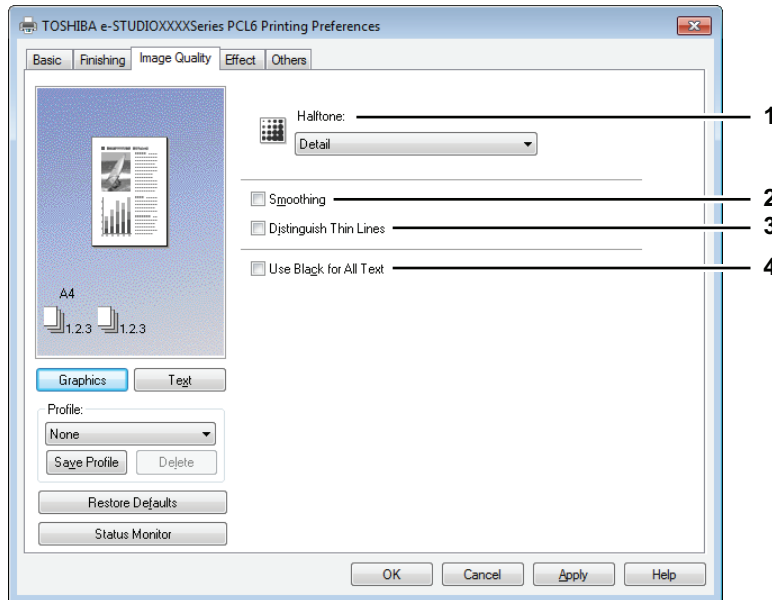 TOSHIBA e-STUDIOXXXXSeries PCL6 Printing Preferences
Basic Finishing Image Quality Effect Others
Halftone: 1
Detail
Smoothing 2
Distinguish Thin Lines 3
Use Black for All Text 4
A4
1.2.3 1.2.3
Graphics Text
Profile:
None
Save Profile Delete
Restore Defaults
Status Monitor
OK Cancel Apply Help